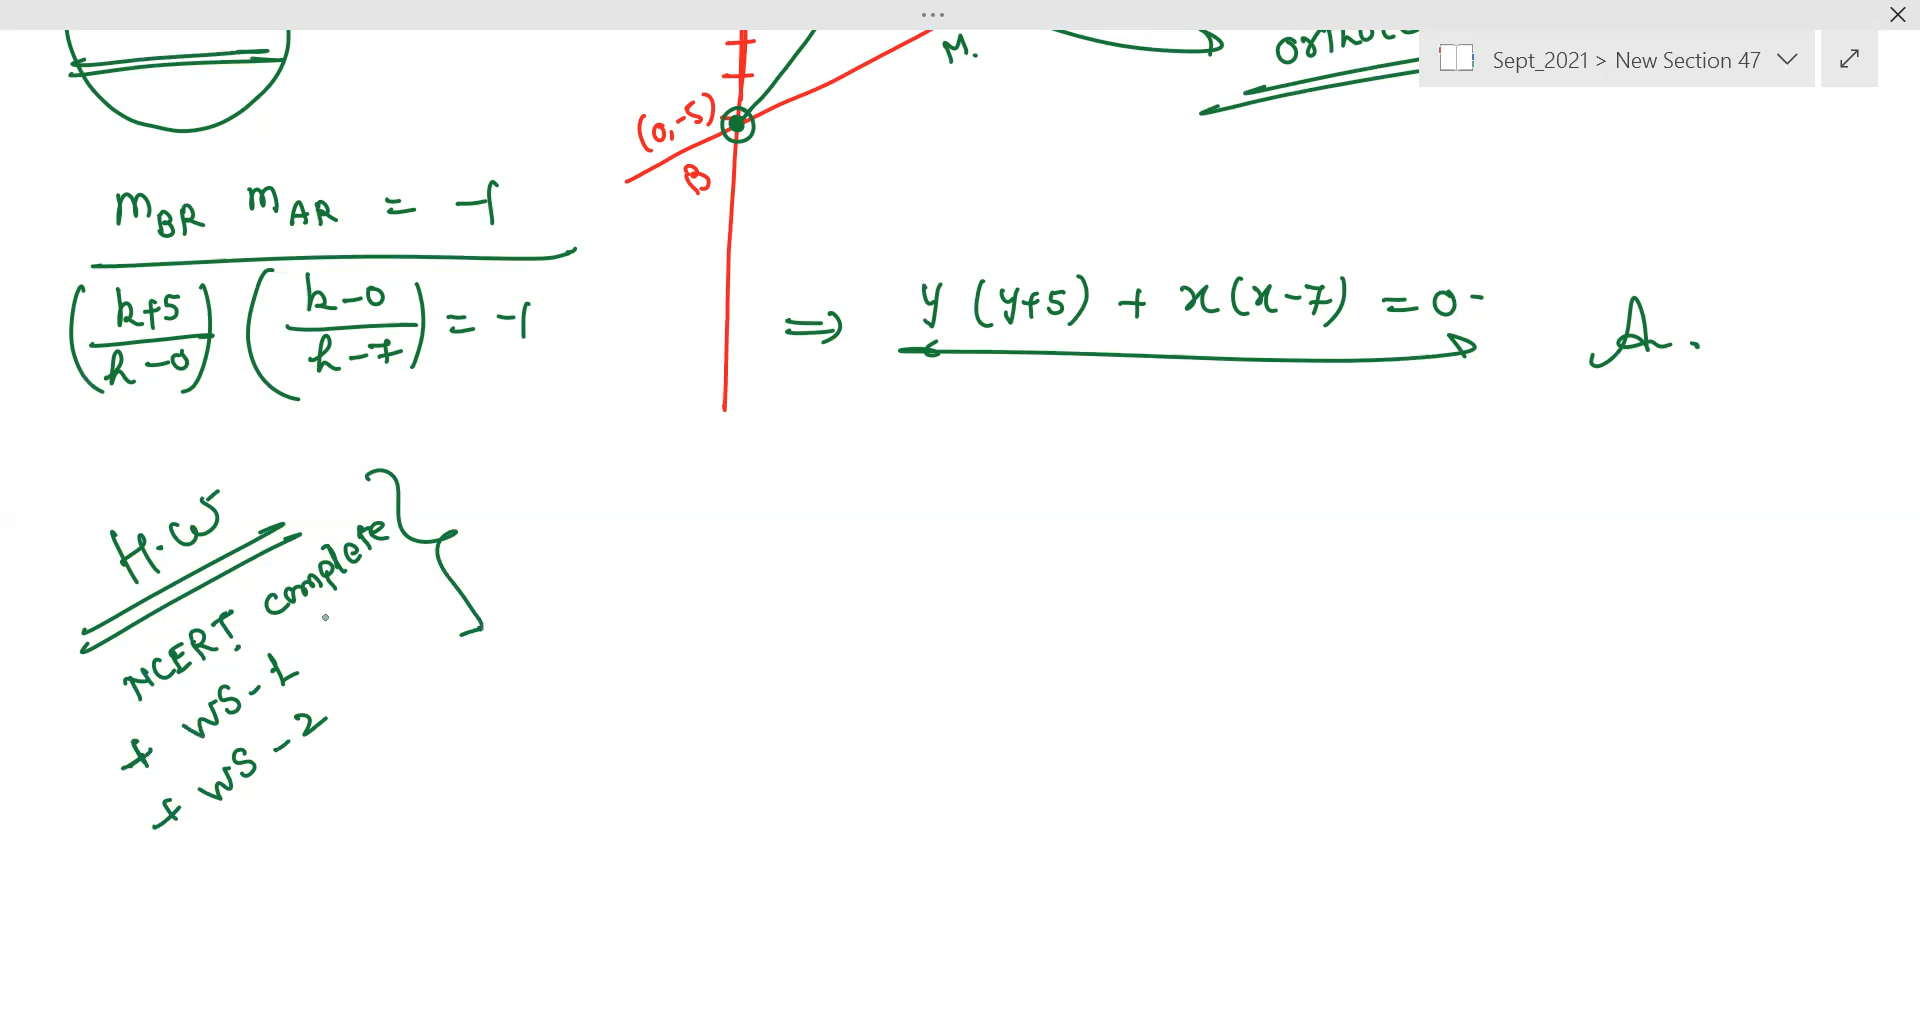 ...
M.
Sept_2021 > New Section 47
(0,-5)
B
m_BR m_AR = -1
(k+5/h-0) (k-0/h-7) = -1
⇒ y (y+5) + x(x-7) = 0 -
A.
H.W
NCERT. complete
+ WS-1
+ WS-2